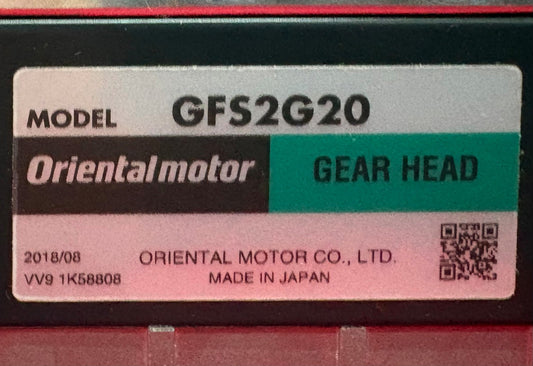 MODEL GFS2G20
Orientalmotor GEAR HEAD
2018/08 ORIENTAL MOTOR CO., LTD.
VV9 1K58808 MADE IN JAPAN